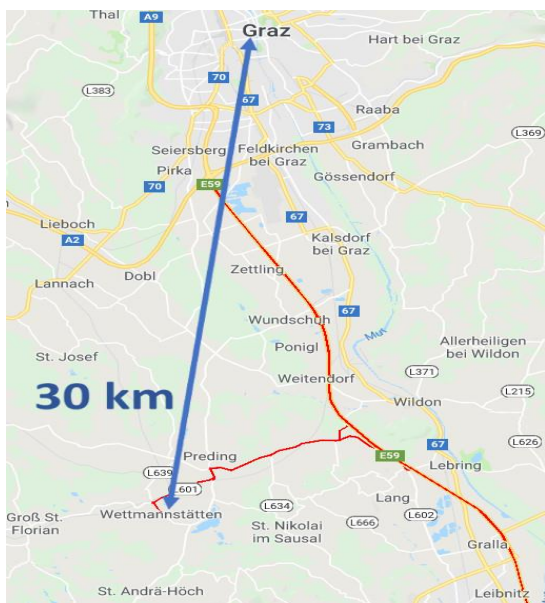 Thal
A9
Graz
Hart bei Graz
L383
70
67
Raaba
L369
73
Grambach
Seiersberg
Feldkirchen
bei Graz
Pirka
Gössendorf
E59
70
67
Lieboch
A2
Kalsdorf
bei Graz
Dobl
Zettling
Lannach
67
Wundschuh
Mur
Allerheiligen
bei Wildon
Ponigl
St. Josef
L371
Weitendorf
L215
30 km
Wildon
67
L626
Preding
E59
Lebring
L639
L601
Lang
L634
L602
Wettmannstätten
Groß St.
Florian
St. Nikolai
im Sausal
L666
Gralla
St. Andrä-Höch
Leibnitz